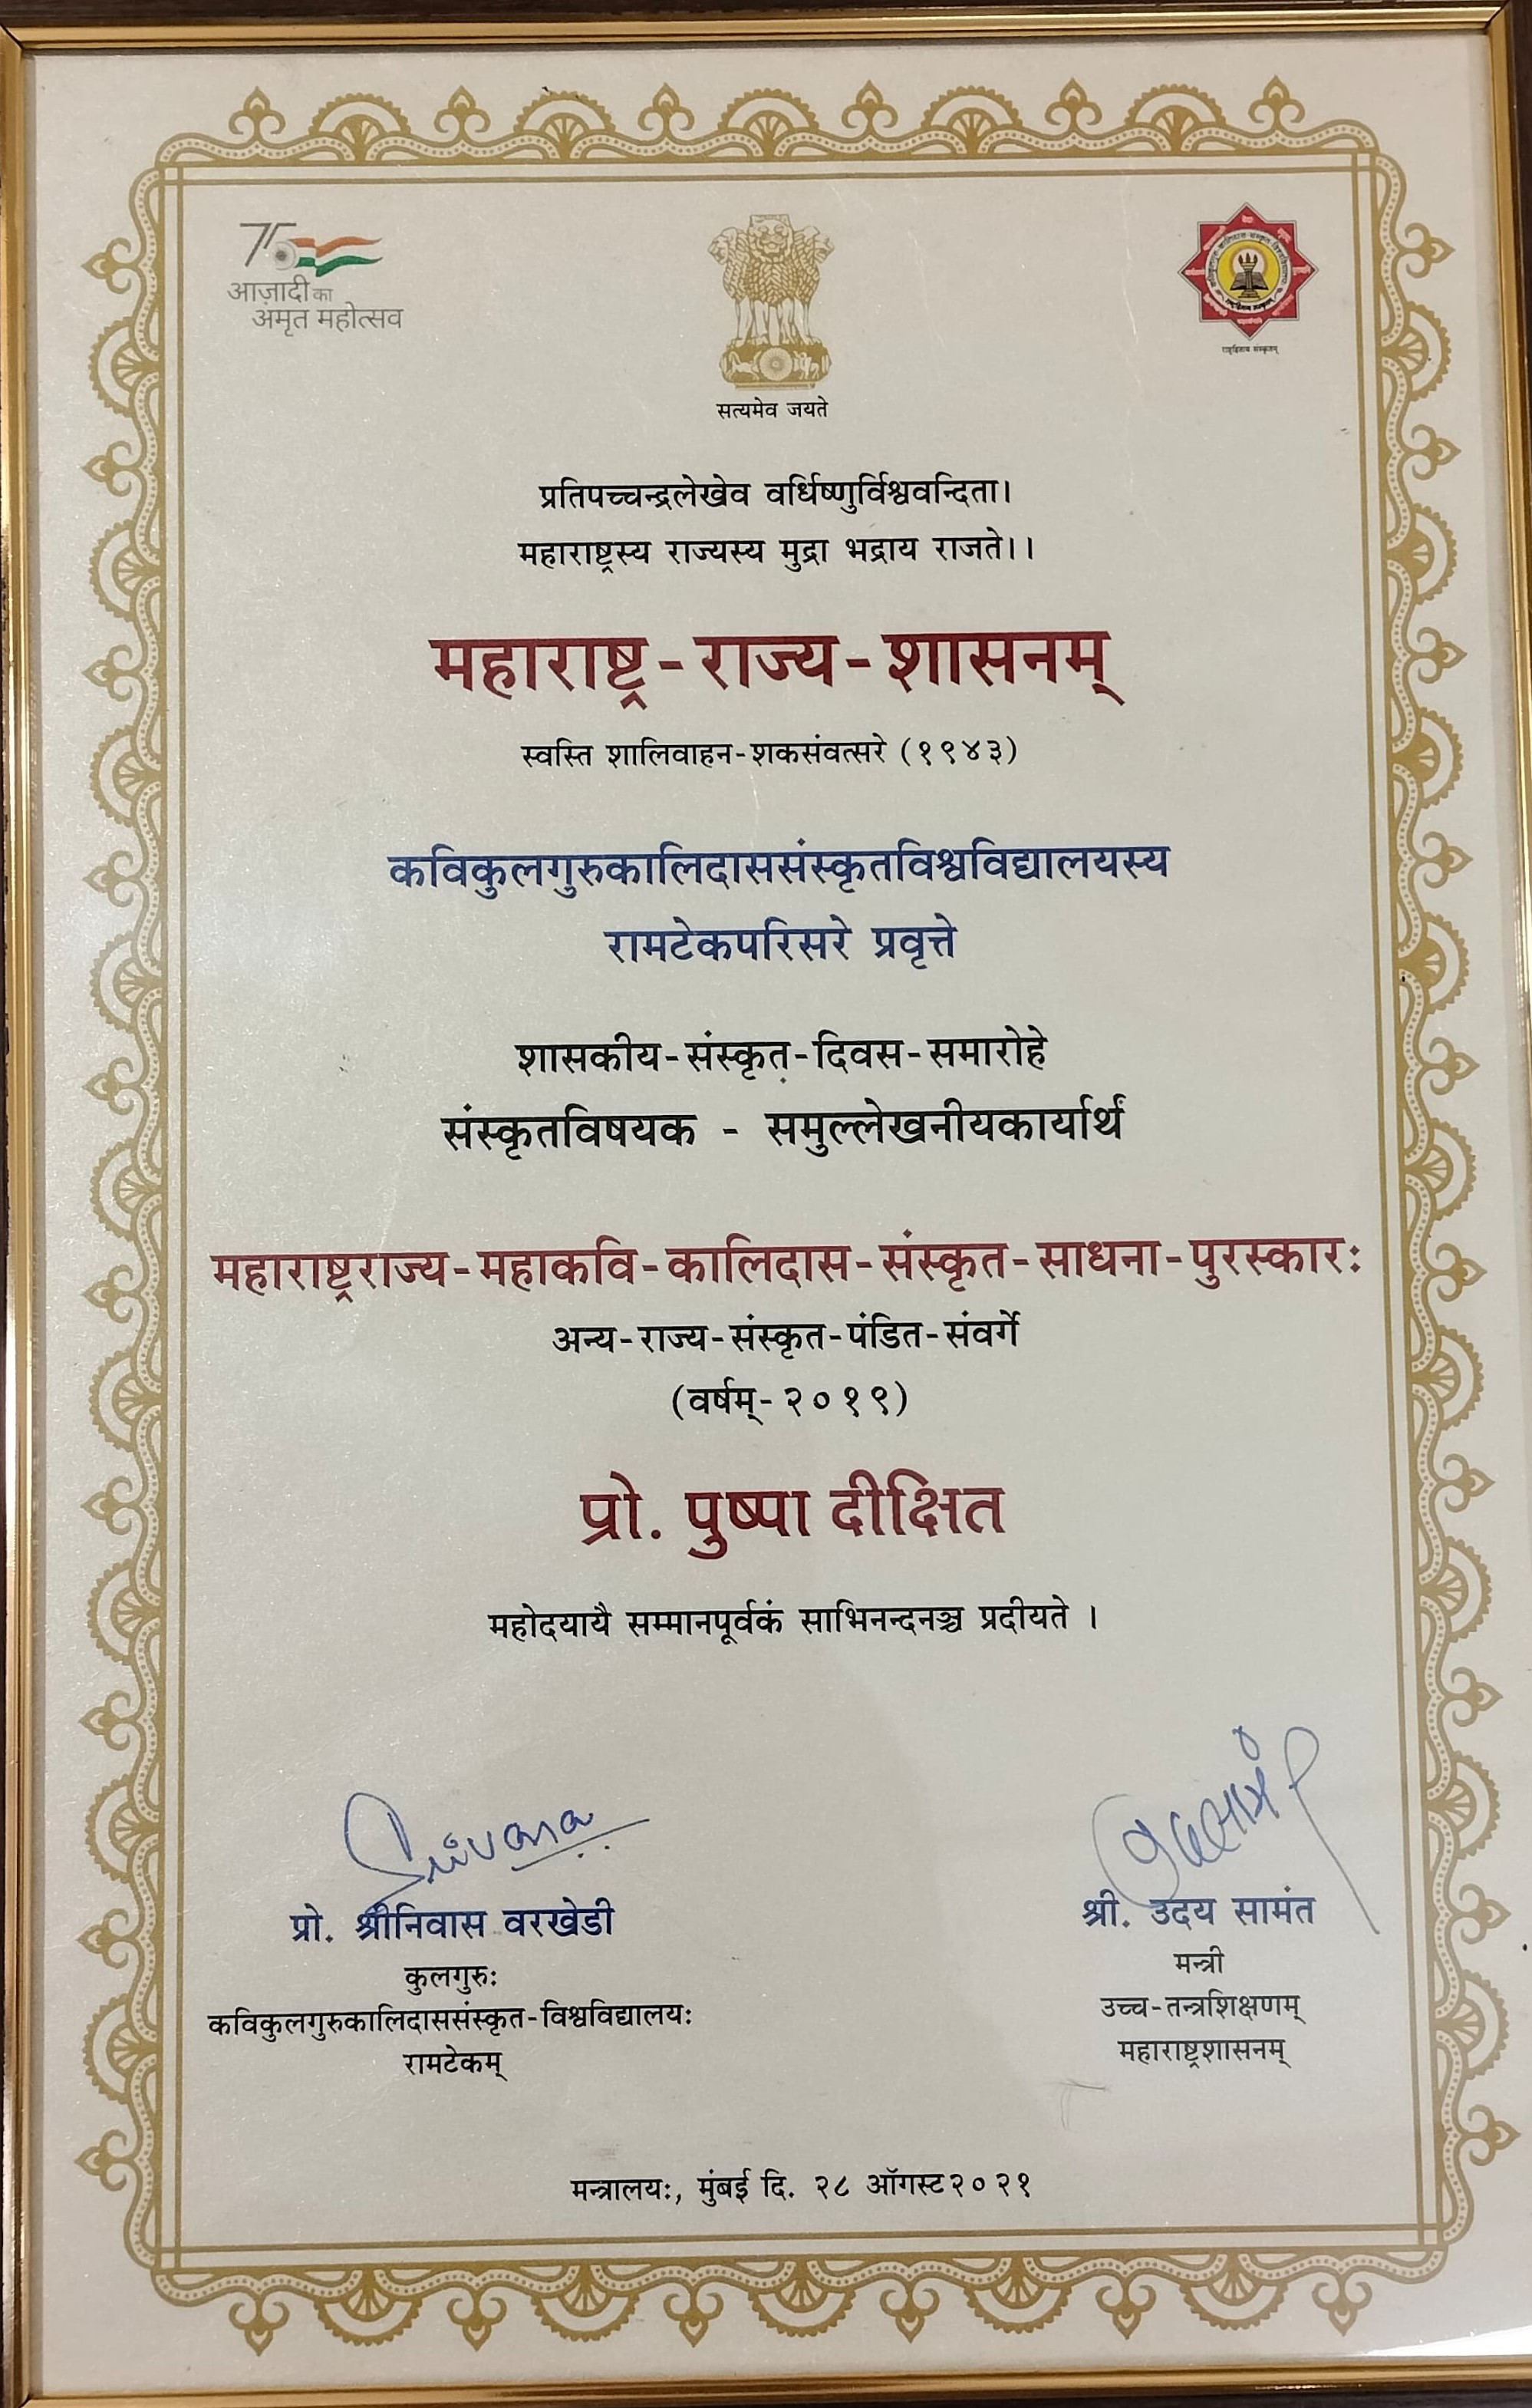 75
आज़ादी का
अमृत महोत्सव
सत्यमेव जयते
प्रतिपच्चन्द्रलेखेव वर्धिष्णुर्विश्ववन्दिता।
महाराष्ट्रस्य राज्यस्य मुद्रा भद्राय राजते।।
महाराष्ट्र-राज्य-शासनम्
स्वस्ति शालिवाहन-शकसंवत्सरे (१९४३)
कविकुलगुरुकालिदाससंस्कृतविश्वविद्यालयस्य
रामटेकपरिसरे प्रवृत्ते
शासकीय-संस्कृत-दिवस-समारोहे
संस्कृतविषयक - समुल्लेखनीयकार्यार्थं
महाराष्ट्रराज्य-महाकवि-कालिदास-संस्कृत-साधना-पुरस्कारः
अन्य-राज्य-संस्कृत-पंडित-संवर्गे
(वर्षम्-२०१९)
प्रो. पुष्पा दीक्षित
महोदयायै सम्मानपूर्वकं साभिनन्दनञ्च प्रदीयते ।
प्रो. श्रीनिवास वरखेडी
कुलगुरुः
कविकुलगुरुकालिदाससंस्कृत-विश्वविद्यालयः
रामटेकम्
श्री. उदय सामंत
मन्त्री
उच्च-तन्त्रशिक्षणम्
महाराष्ट्रशासनम्
मन्त्रालयः, मुंबई दि. २८ ऑगस्ट२०२१